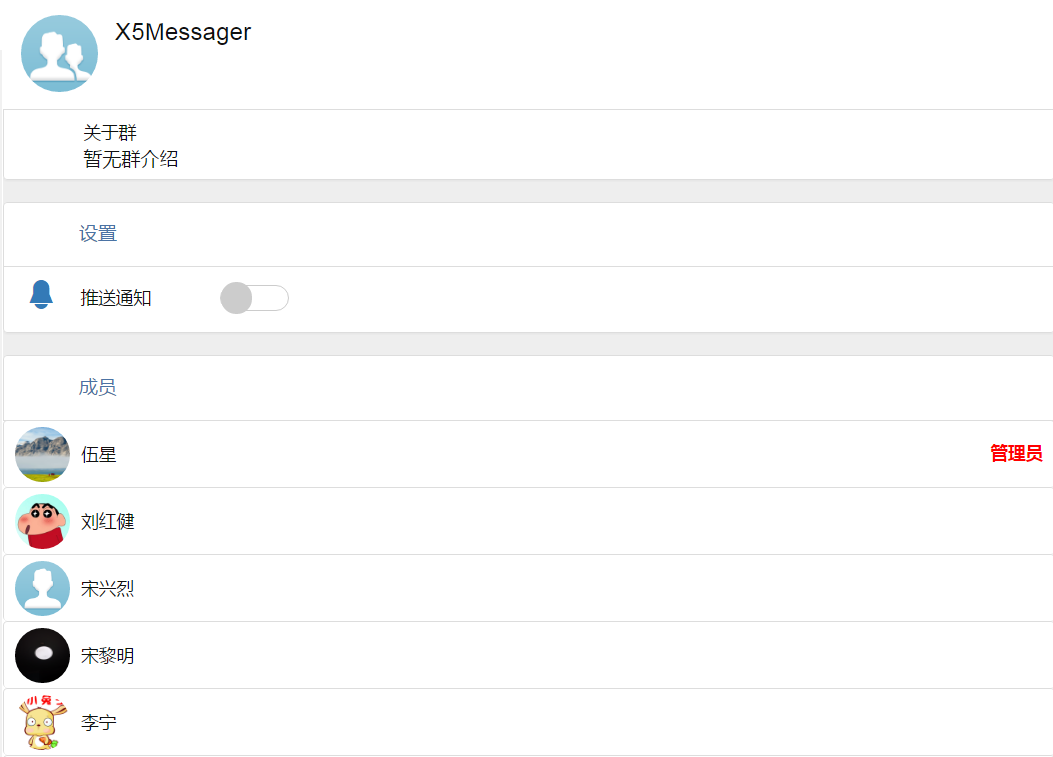 X5Messager
关于群
暂无群介绍
设置
推送通知
成员
伍星 管理员
刘红健
宋兴烈
宋黎明
李宁